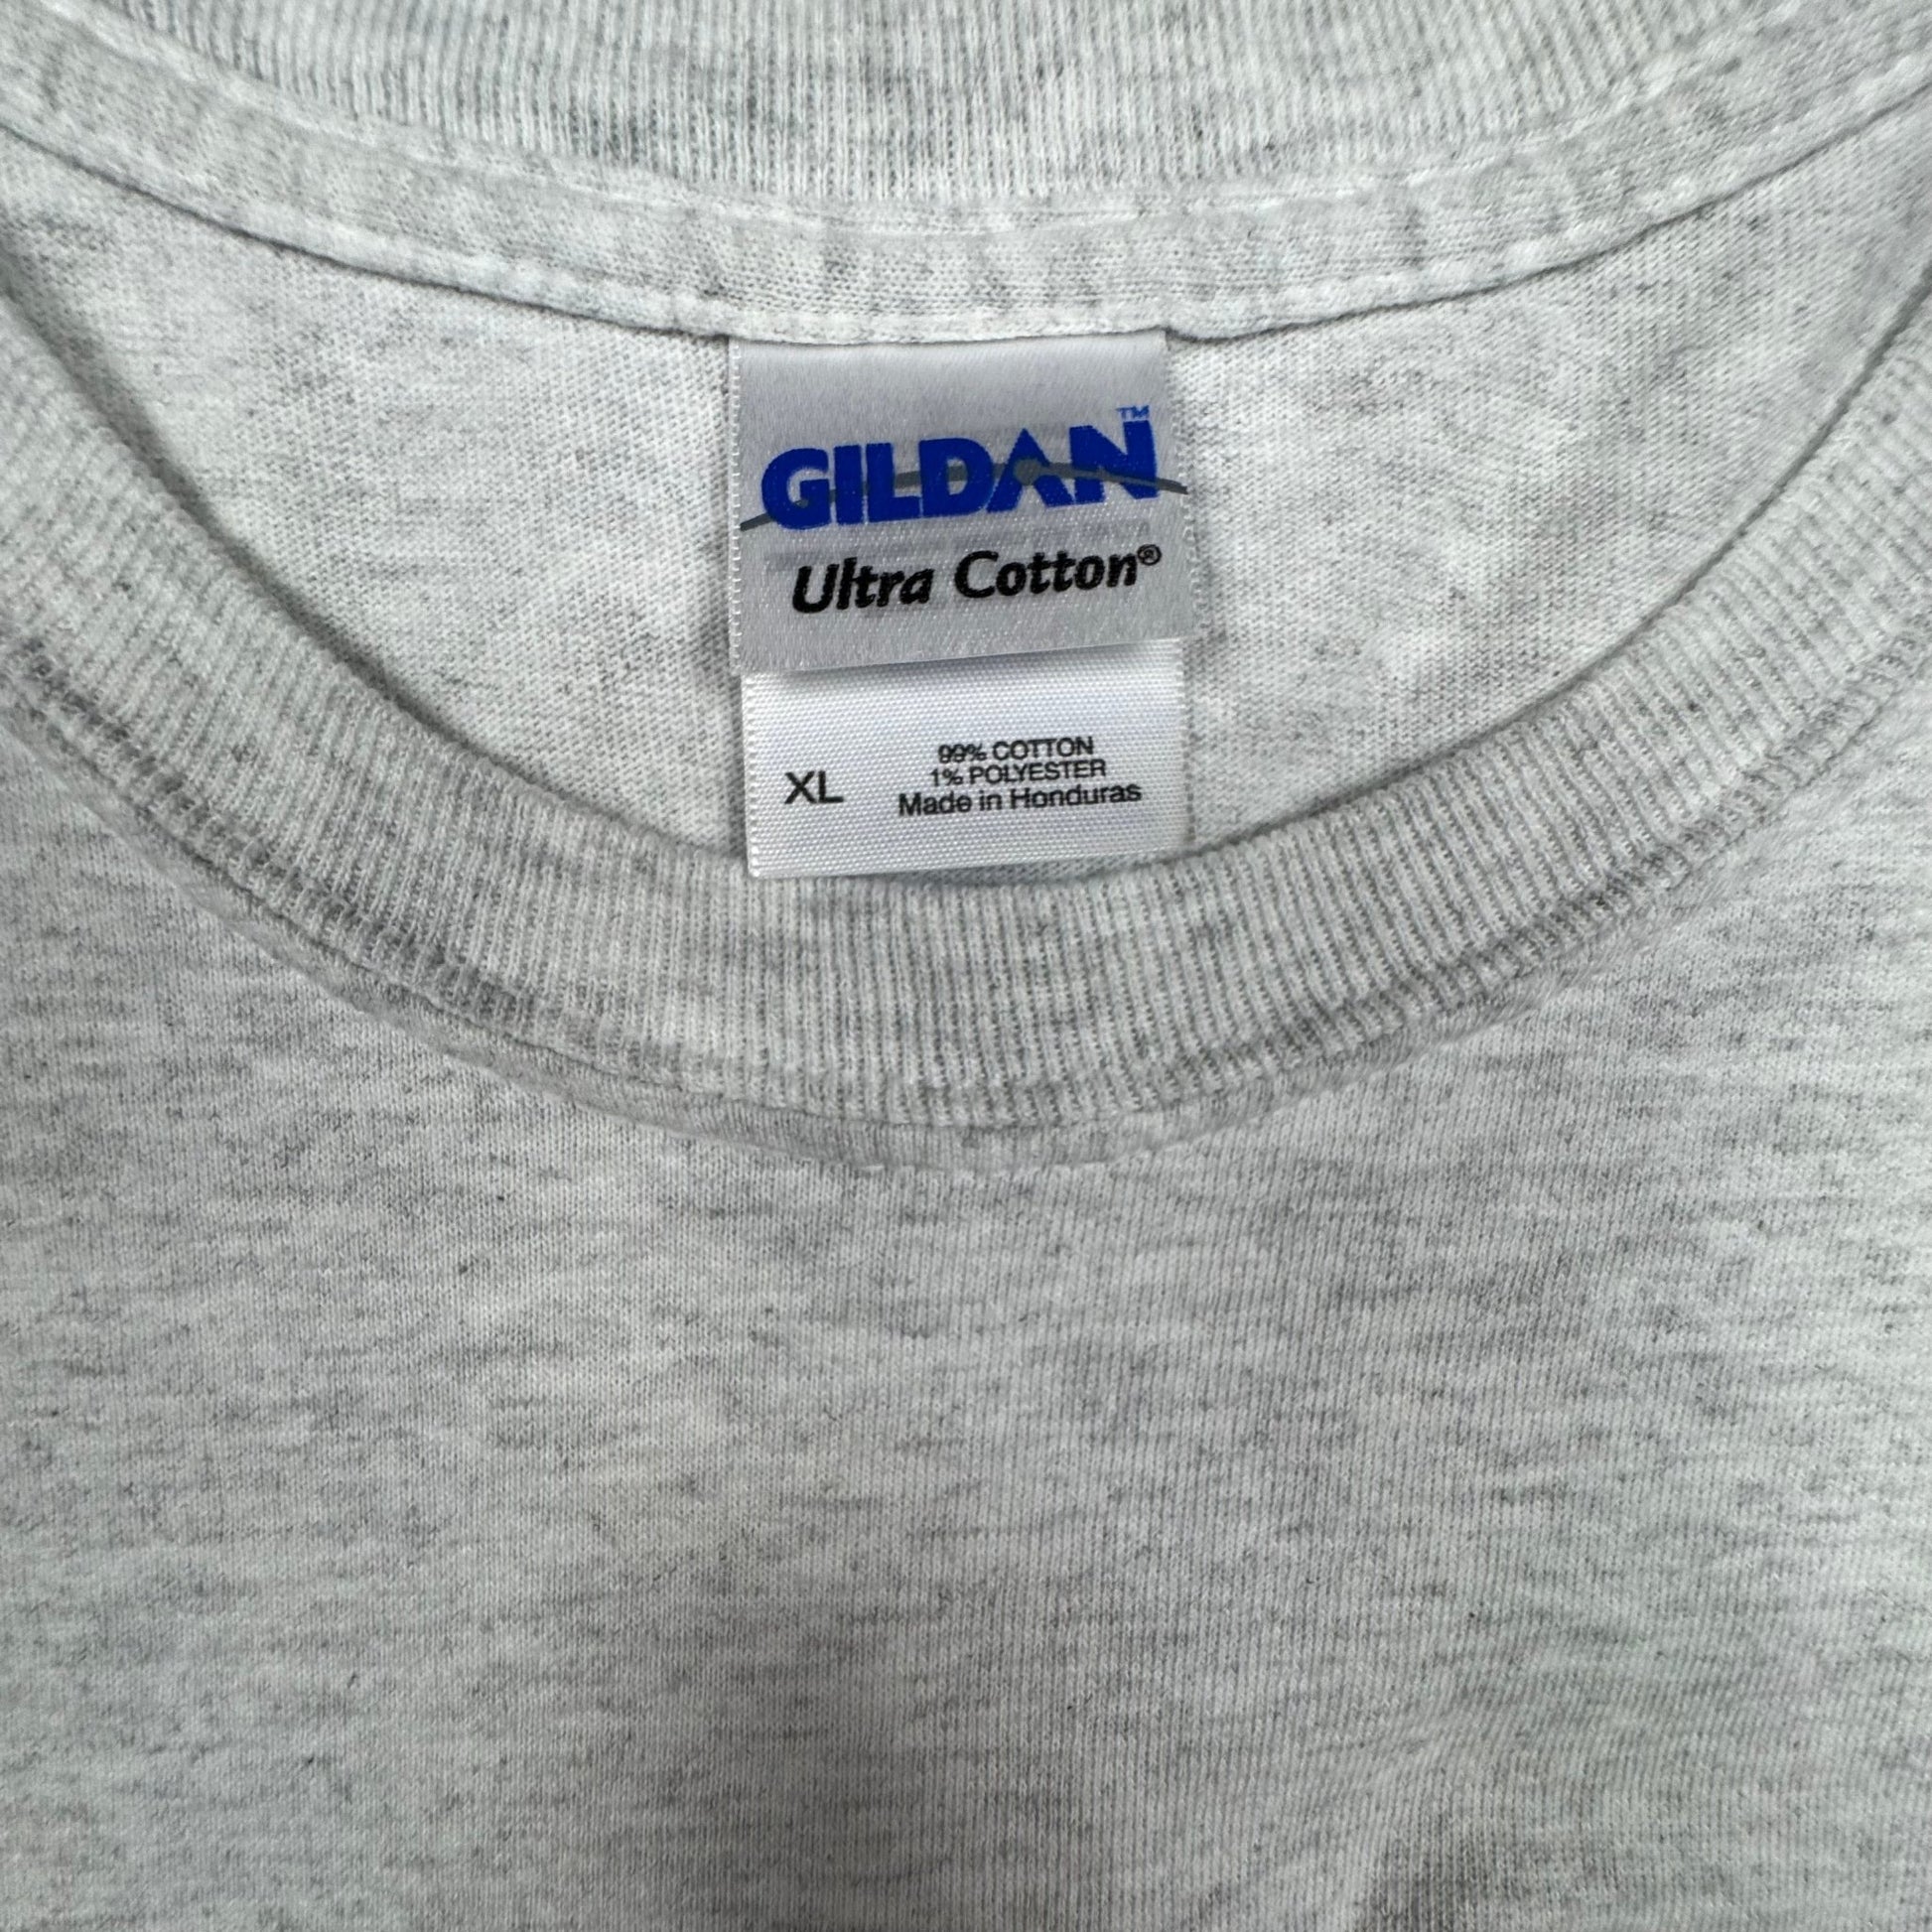 GILDAN™
Ultra Cotton®
XL
99% COTTON
1% POLYESTER
Made in Honduras